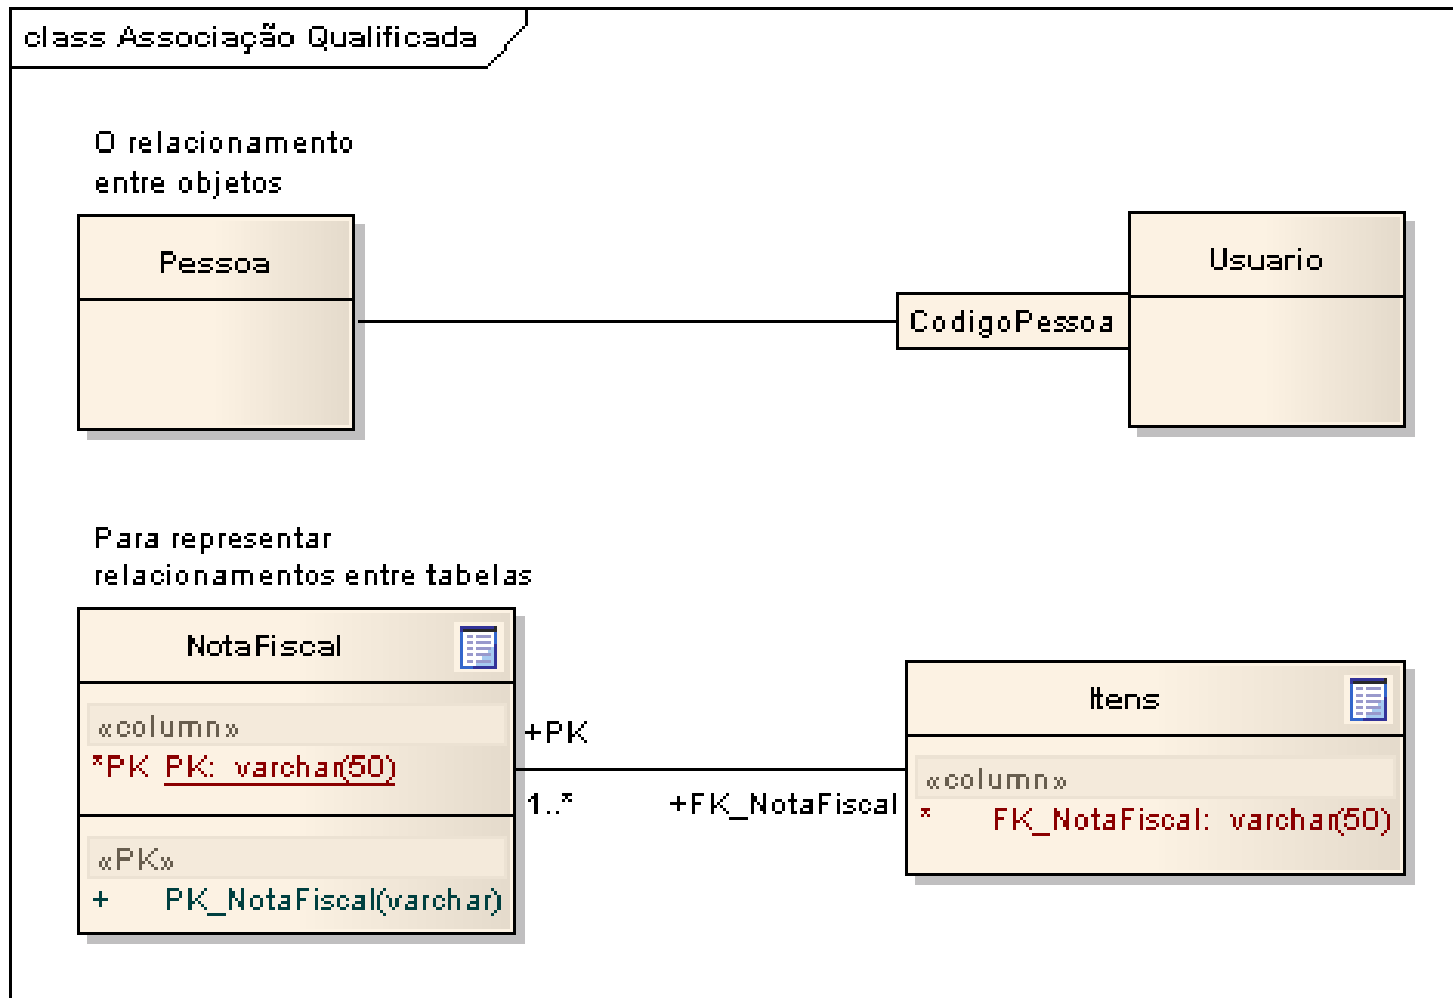 class Associação Qualificada
O relacionamento
entre objetos
Pessoa
Usuario
CodigoPessoa
Para representar
relacionamentos entre tabelas
NotaFiscal
«column»
*PK PK: varchar(50)
«PK»
+ PK_NotaFiscal(varchar)
+PK
1..*
+FK_NotaFiscal
Itens
«column»
* FK_NotaFiscal: varchar(50)